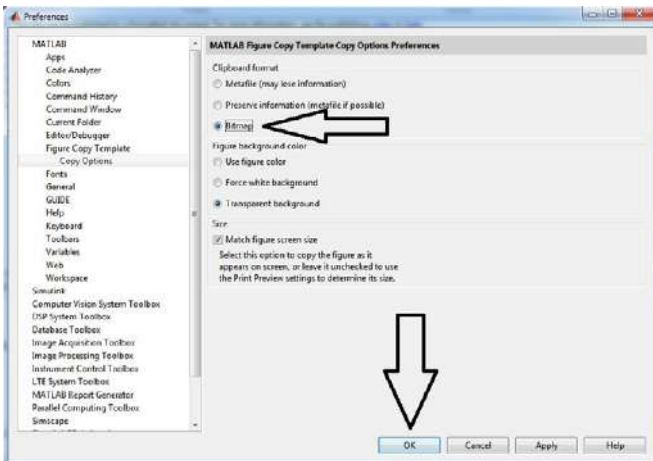 Preferences
MATLAB
Apps
Code Analyzer
Colors
Command History
Command Window
Current Folder
Editor/Debugger
Figure Copy Template
Copy Options
Fonts
General
GUIDE
Help
Keyboard
Toolbars
Variables
Web
Workspace
Simulink
Computer Vision System Toolbox
DSP System Toolbox
Database Toolbox
Image Acquisition Toolbox
Image Processing Toolbox
Instrument Control Toolbox
LTE System Toolbox
MATLAB Report Generator
Parallel Computing Toolbox
Simscape
MATLAB Figure Copy Template Copy Options Preferences
Clipboard format
Metafile (may lose information)
Preserve information (metafile if possible)
Bitmap
Figure background color
Use figure color
Force white background
Transparent background
Size
Match figure screen size
Select this option to copy the figure as it
appears on screen, or leave it unchecked to use
the Print Preview settings to determine its size.
OK Cancel Apply Help